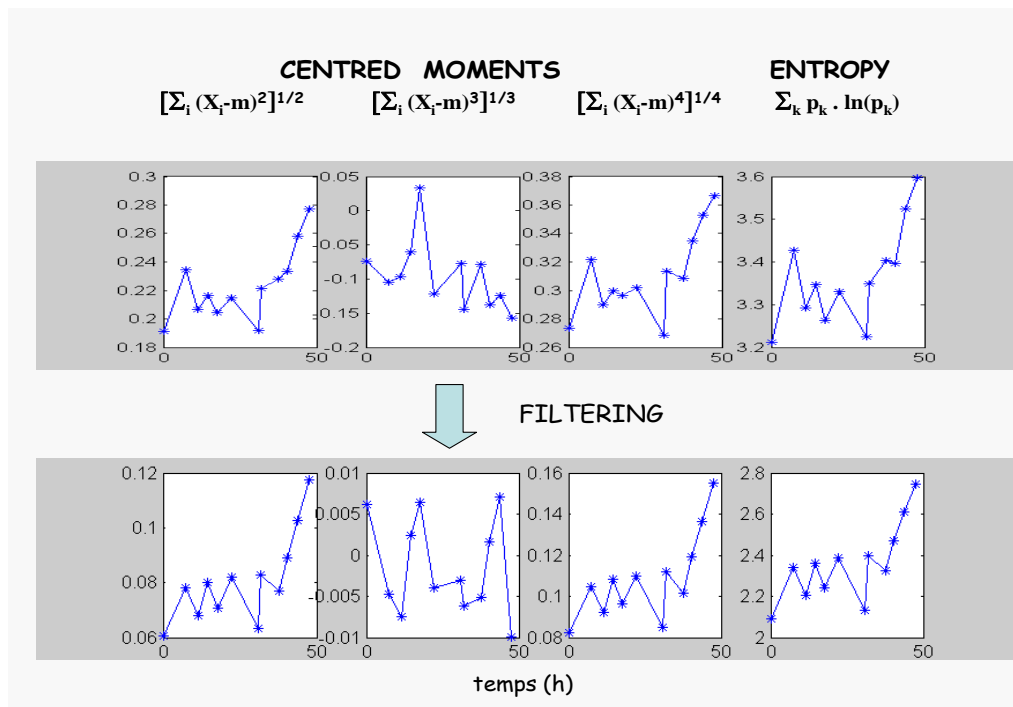 CENTRED MOMENTS ENTROPY
[Σi (Xi-m)²]1/2 [Σi (Xi-m)³]1/3 [Σi (Xi-m)⁴]1/4 Σk pk . ln(pk)
0.3 0.05 0.38 3.6
0.28 0 0.36 3.5
0.26 -0.05 0.34
0.24 0.32 3.4
0.22 -0.1 0.3 3.3
0.2 -0.15 0.28
0.18 -0.2 0.26 3.2
0 50 0 50 0 50 0 50
FILTERING
0.12 0.01 0.16 2.8
0.005 0.14 2.6
0.1 0 0.12 2.4
0.08 -0.005 0.1 2.2
0.06 -0.01 0.08 2
0 50 0 50 0 50 0 50
temps (h)